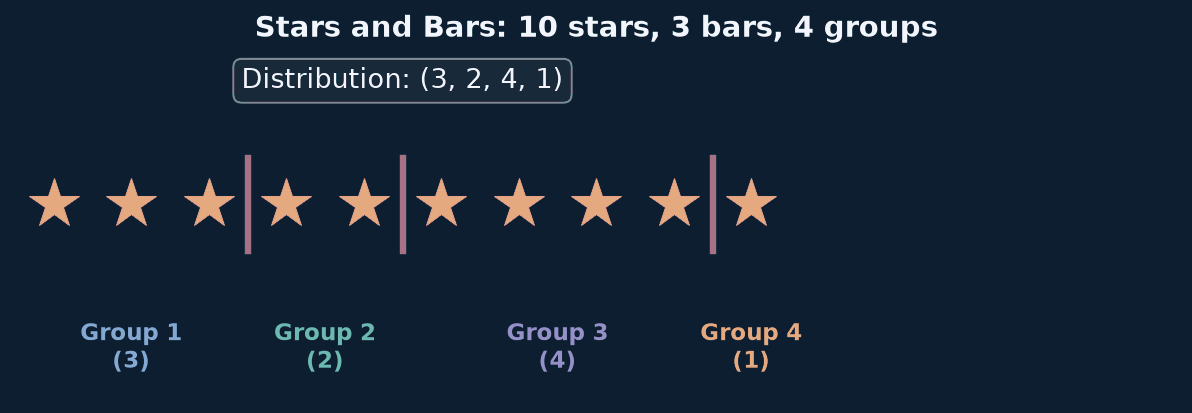 Stars and Bars: 10 stars, 3 bars, 4 groups
Distribution: (3, 2, 4, 1)
Group 1
(3)
Group 2
(2)
Group 3
(4)
Group 4
(1)